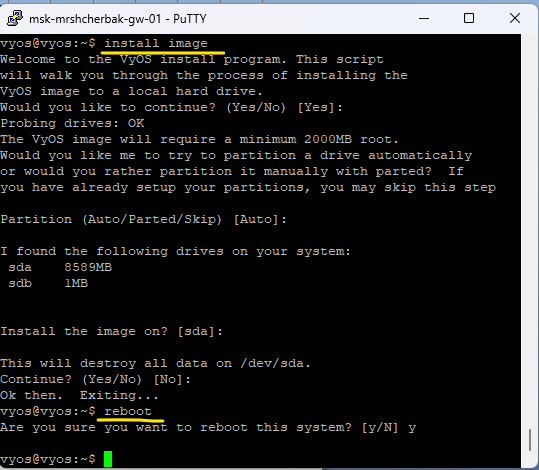 msk-mrshcherbak-gw-01 - PuTTY
vyos@vyos:~$ install image
Welcome to the VyOS install program. This script
will walk you through the process of installing the
VyOS image to a local hard drive.
Would you like to continue? (Yes/No) [Yes]:
Probing drives: OK
The VyOS image will require a minimum 2000MB root.
Would you like me to try to partition a drive automatically
or would you rather partition it manually with parted?  If
you have already setup your partitions, you may skip this step
Partition (Auto/Parted/Skip) [Auto]:
I found the following drives on your system:
 sda    8589MB
 sdb    1MB
Install the image on? [sda]:
This will destroy all data on /dev/sda.
Continue? (Yes/No) [No]:
Ok then.  Exiting...
vyos@vyos:~$ reboot
Are you sure you want to reboot this system? [y/N] y
vyos@vyos:~$